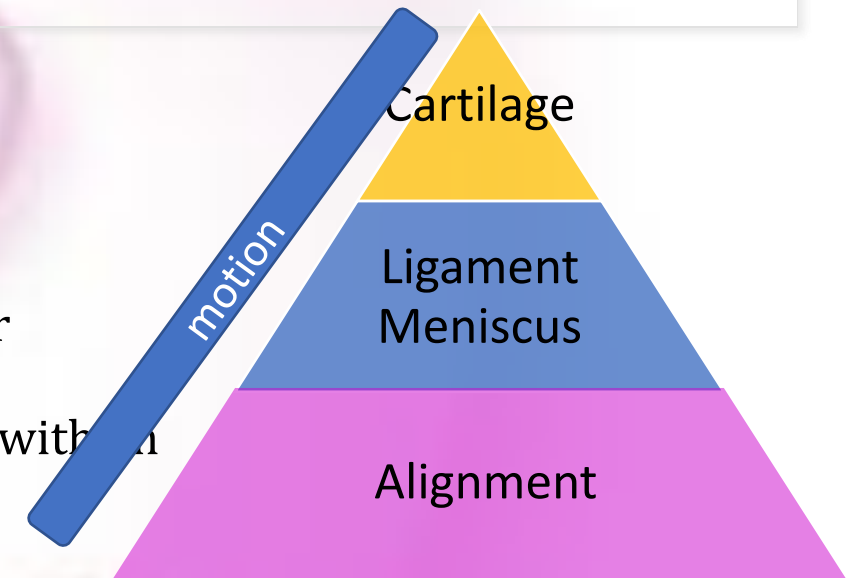 Cartilage
motion
Ligament
Meniscus
r
Alignment